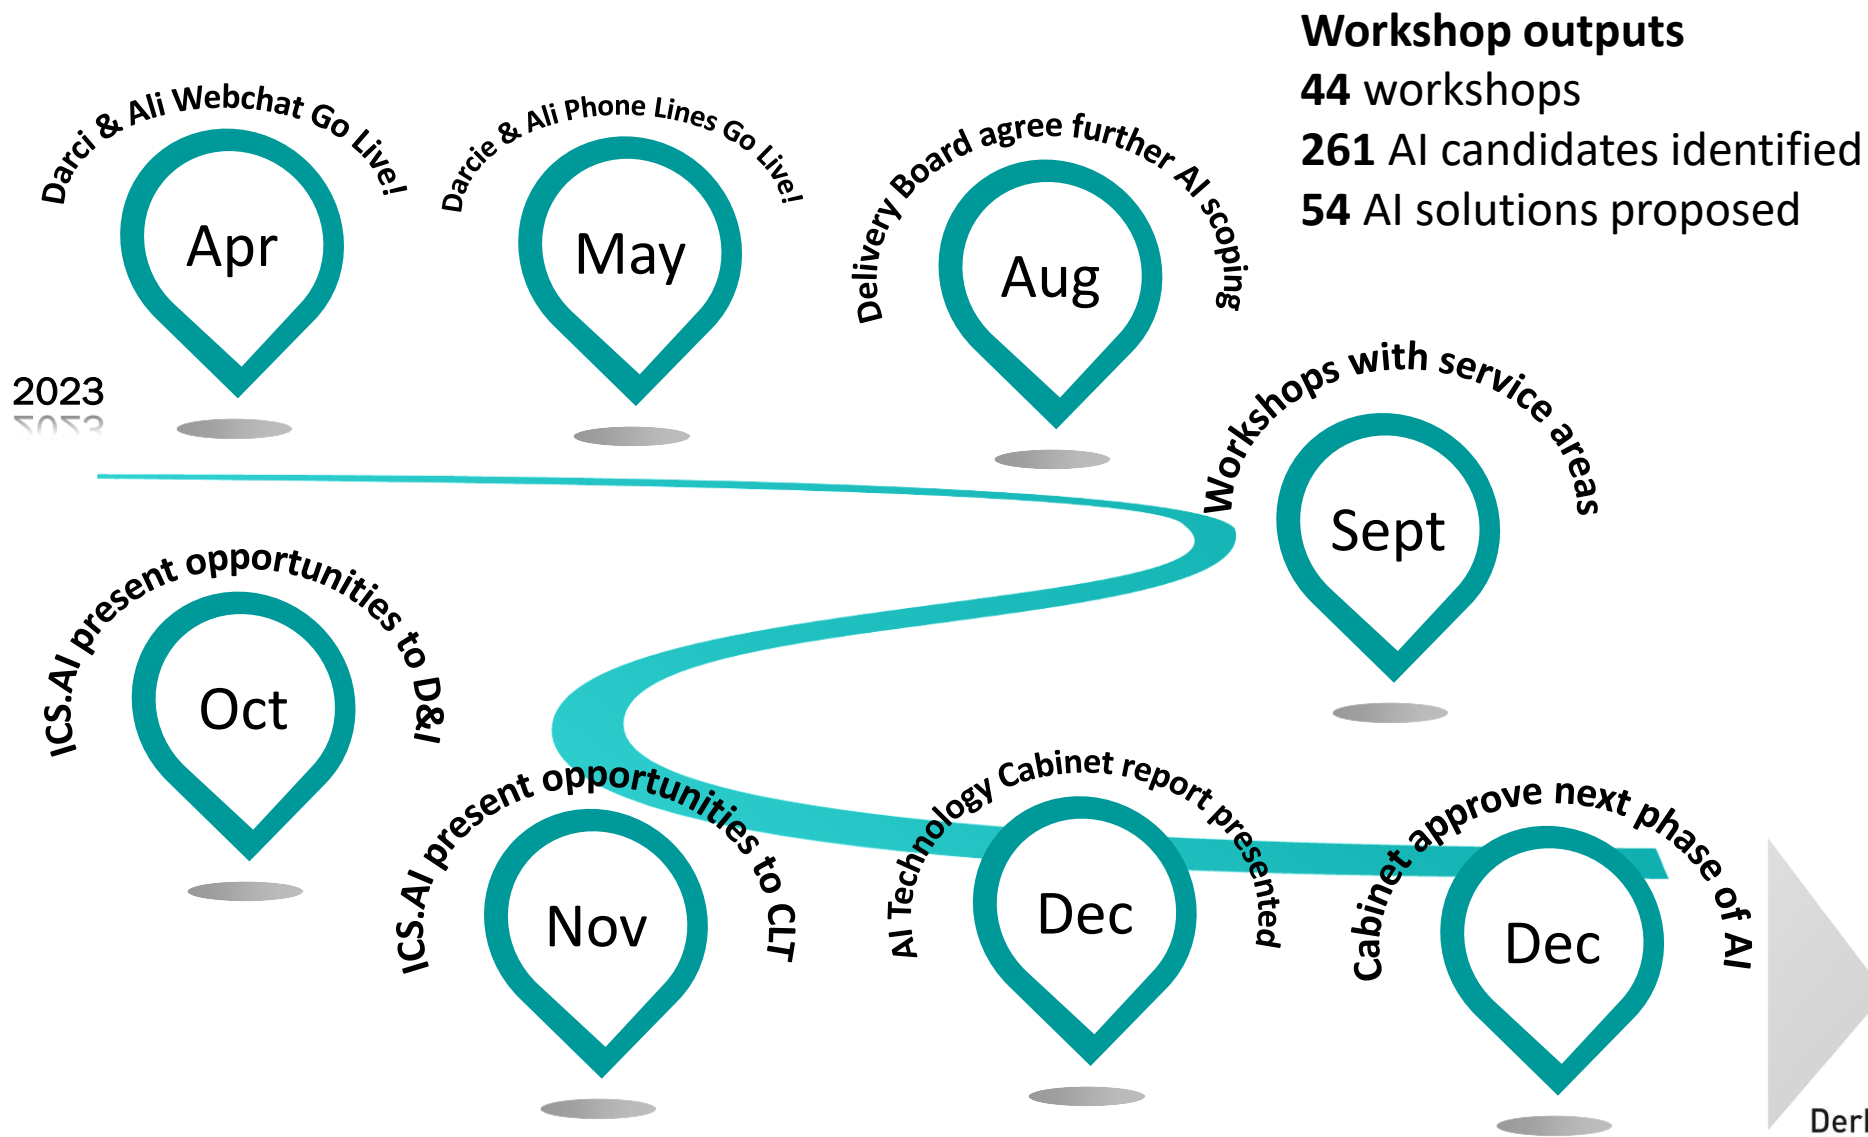 Workshop outputs
44 workshops
261 AI candidates identified
54 AI solutions proposed
Darci & Ali Webchat Go Live!
Apr
Darcie & Ali Phone Lines Go Live!
May
Delivery Board agree further AI scoping
Aug
2023
Workshops with service areas
Sept
ICS.AI present opportunities to D&I
Oct
ICS.AI present opportunities to CLT
Nov
AI Technology Cabinet report presented
Dec
Cabinet approve next phase of AI
Dec